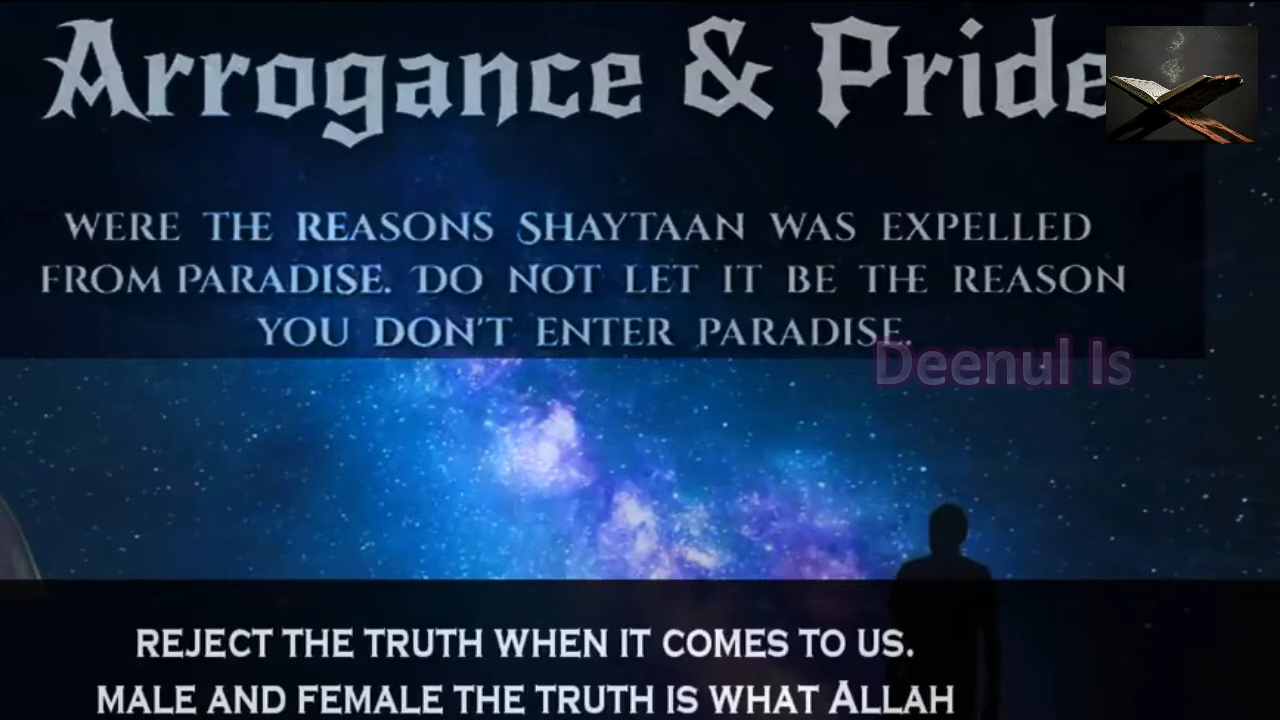 Arrogance & Pride
WERE THE REASONS SHAYTAAN WAS EXPELLED
FROM PARADISE. DO NOT LET IT BE THE REASON
YOU DON'T ENTER PARADISE.
Deenul Is
REJECT THE TRUTH WHEN IT COMES TO US.
MALE AND FEMALE THE TRUTH IS WHAT ALLAH